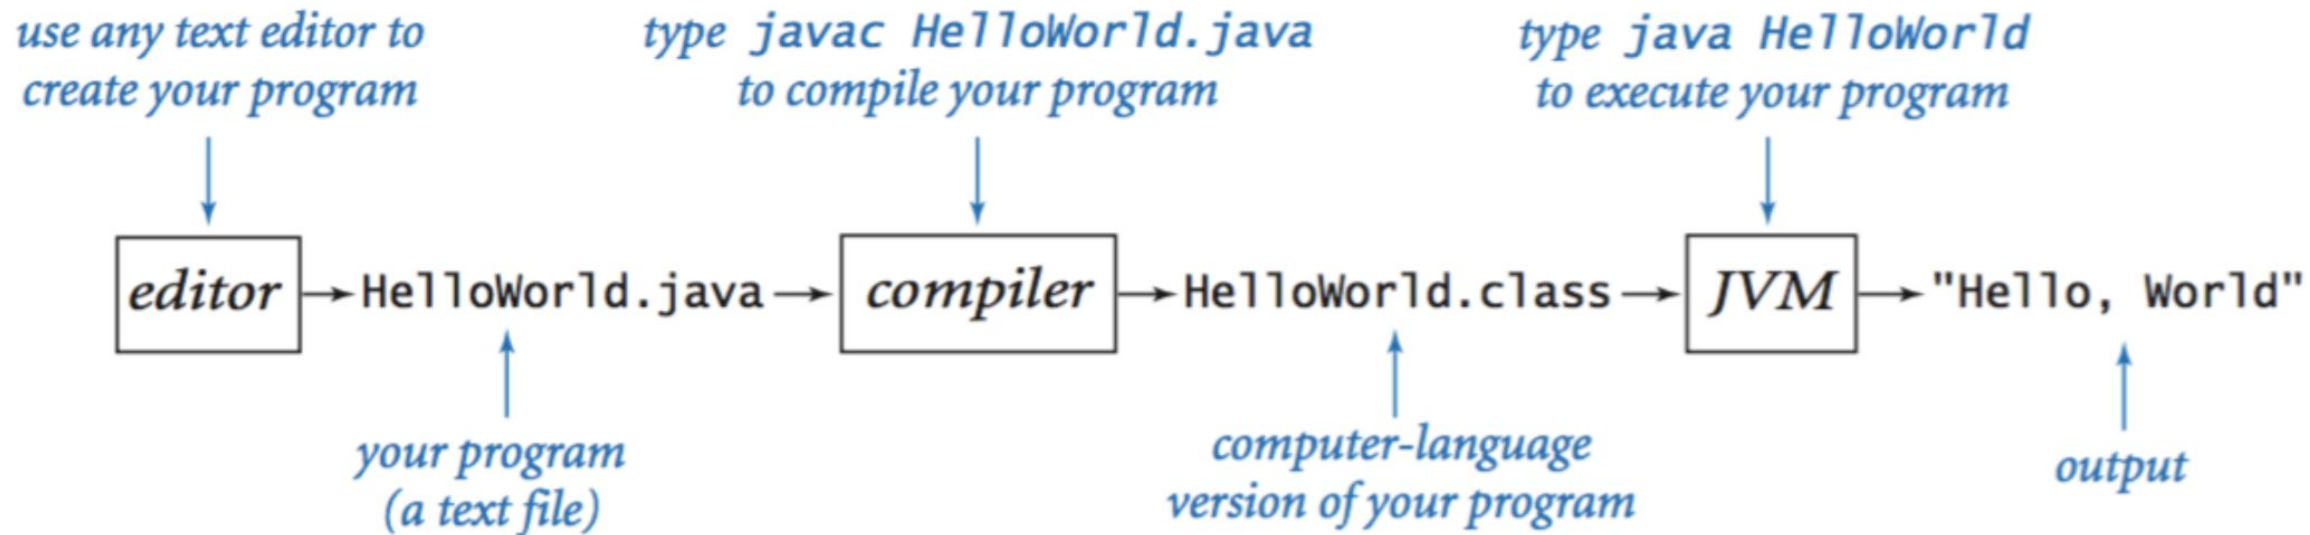 use any text editor to
create your program
type javac HelloWorld.java
to compile your program
type java HelloWorld
to execute your program
editor
HelloWorld.java
compiler
HelloWorld.class
JVM
"Hello, World"
your program
(a text file)
computer-language
version of your program
output